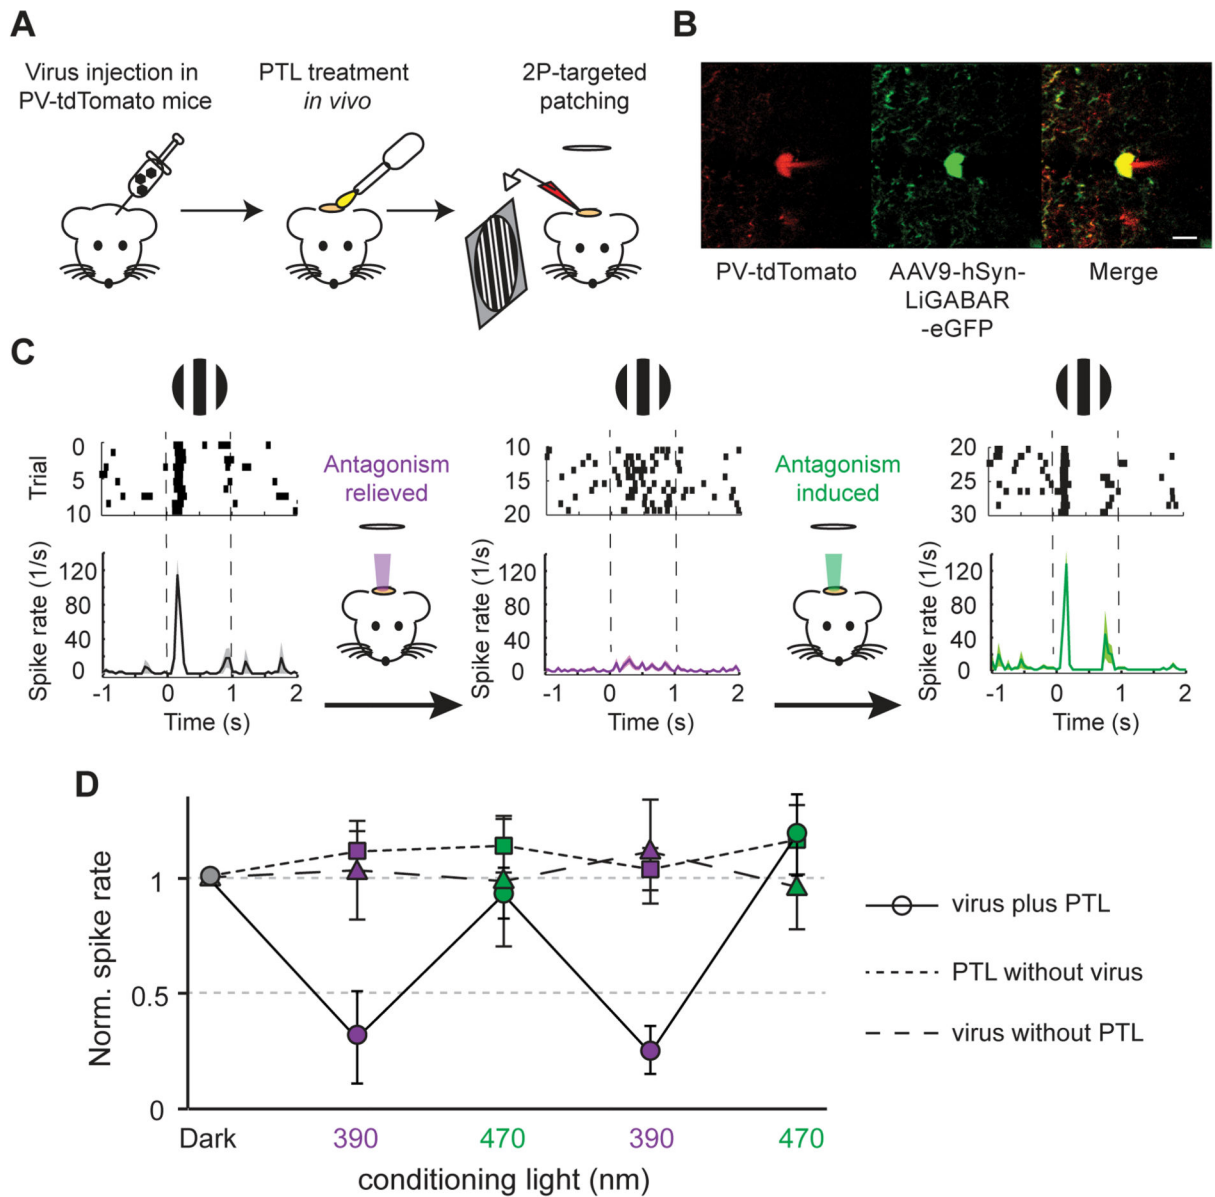 A
Virus injection in
PV-tdTomato mice
PTL treatment
in vivo
2P-targeted
patching
B
PV-tdTomato
AAV9-hSyn-
LiGABAR
-eGFP
Merge
C
Trial
0
5
10
Antagonism
relieved
10
15
20
Antagonism
induced
20
25
30
Spike rate (1/s)
120
80
40
0
-1 0 1 2
Time (s)
Spike rate (1/s)
120
80
40
0
-1 0 1 2
Time (s)
Spike rate (1/s)
120
80
40
0
-1 0 1 2
Time (s)
D
Norm. spike rate
1
0.5
0
Dark 390 470 390 470
conditioning light (nm)
virus plus PTL
PTL without virus
virus without PTL